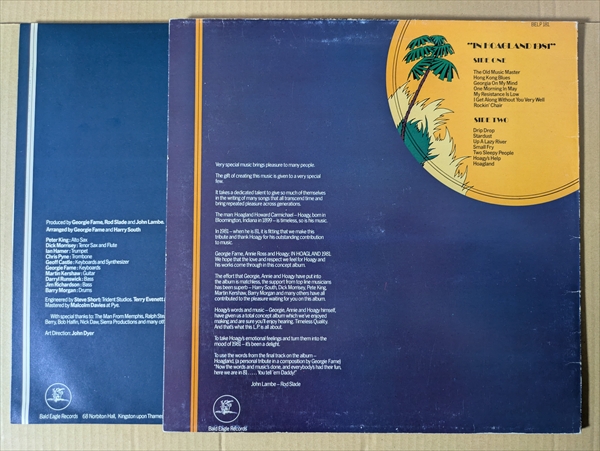 Produced by Georgie Fame, Rod Slade and John Lambe.
Arranged by Georgie Fame and Harry South
Peter King: Alto Sax
Dick Morrissey: Tenor Sax and Flute
Ian Hamer: Trumpet
Chris Pyne: Trombone
Geoff Castle: Keyboards and Synthesizer
Georgie Fame: Keyboards
Martin Kershaw: Guitar
Darryl Runswick: Bass
Jim Richardson: Bass
Barry Morgan: Drums
Engineered by Steve Short: Trident Studios. Terry Evennett
Mastered by Malcolm Davies at Pye.
With special thanks to: The Man From Memphis, Ralph
Berry, Bob Halfin, Nick Daw, Sierra Productions and many oth
Art Direction: John Dyer
Bald Eagle Records 68 Norbiton Hall, Kingston upon Thames
BELP 181
"IN HOAGLAND 1981"
SIDE ONE
The Old Music Master
Hong Kong Blues
Georgia On My Mind
One Morning In May
My Resistance Is Low
I Get Along Without You Very Well
Rockin' Chair
SIDE TWO
Drip Drop
Stardust
Up A Lazy River
Small Fry
Two Sleepy People
Hoagy's Help
Hoagland
Very special music brings pleasure to many people.
The gift of creating this music is given to a very special
few.
It takes a dedicated talent to give so much of themselves
in the writing of many songs that all transcend time and
bring repeated pleasure across generations.
The man: Hoagland Howard Carmichael – Hoagy, born in
Bloomington, Indiana in 1899 – is timeless, so is his music.
In 1981 – when he is 81, it is fitting that we make this
tribute and thank Hoagy for his outstanding contribution
to music.
Georgie Fame, Annie Ross and Hoagy: IN HOAGLAND 1981.
We hope that the love and respect we feel for Hoagy and
his works come through in this concept album.
The effort that Georgie, Annie and Hoagy have put into
the album is matchless, the support from top line musicians
has been superb – Harry South, Dick Morrissey, Pete King,
Martin Kershaw, Barry Morgan and many others have all
contributed to the pleasure waiting for you on this album.
Hoagy's words and music – Georgie, Annie and Hoagy himself,
have given us a total concept album which we've enjoyed
making and are sure you'll enjoy hearing. Timeless Quality.
And that's what this L.P. is all about.
To take Hoagy's emotional feelings and turn them into the
mood of 1981 – it's been a delight.
To use the words from the final track on the album –
Hoagland, (a personal tribute in a composition by Georgie Fame)
"Now the words and music's done, and everybody's had their fun,
here we are in 81..... You tell 'em Daddy!"
John Lambe – Rod Slade
Bald Eagle Records